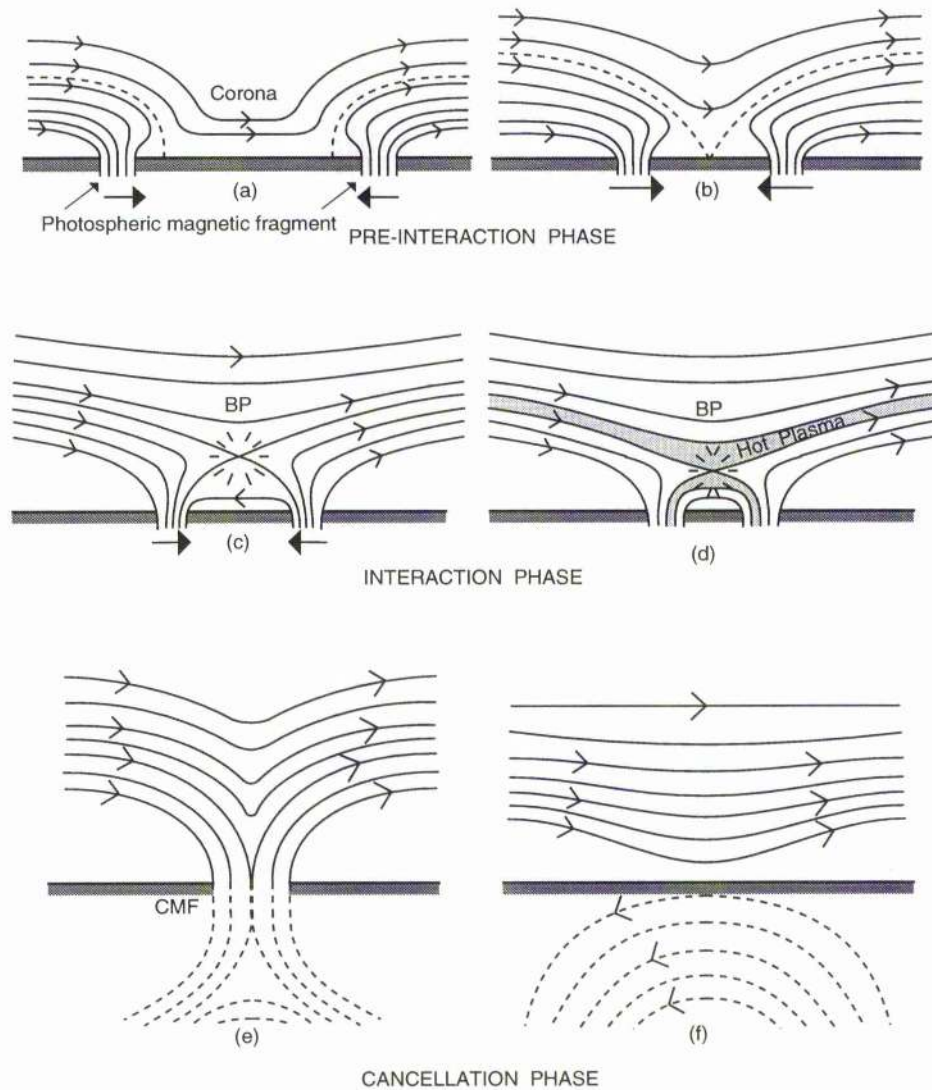 Corona
(a)
(b)
Photospheric magnetic fragment
PRE-INTERACTION PHASE
BP
BP
Hot Plasma
(c)
(d)
INTERACTION PHASE
CMF
(e)
(f)
CANCELLATION PHASE